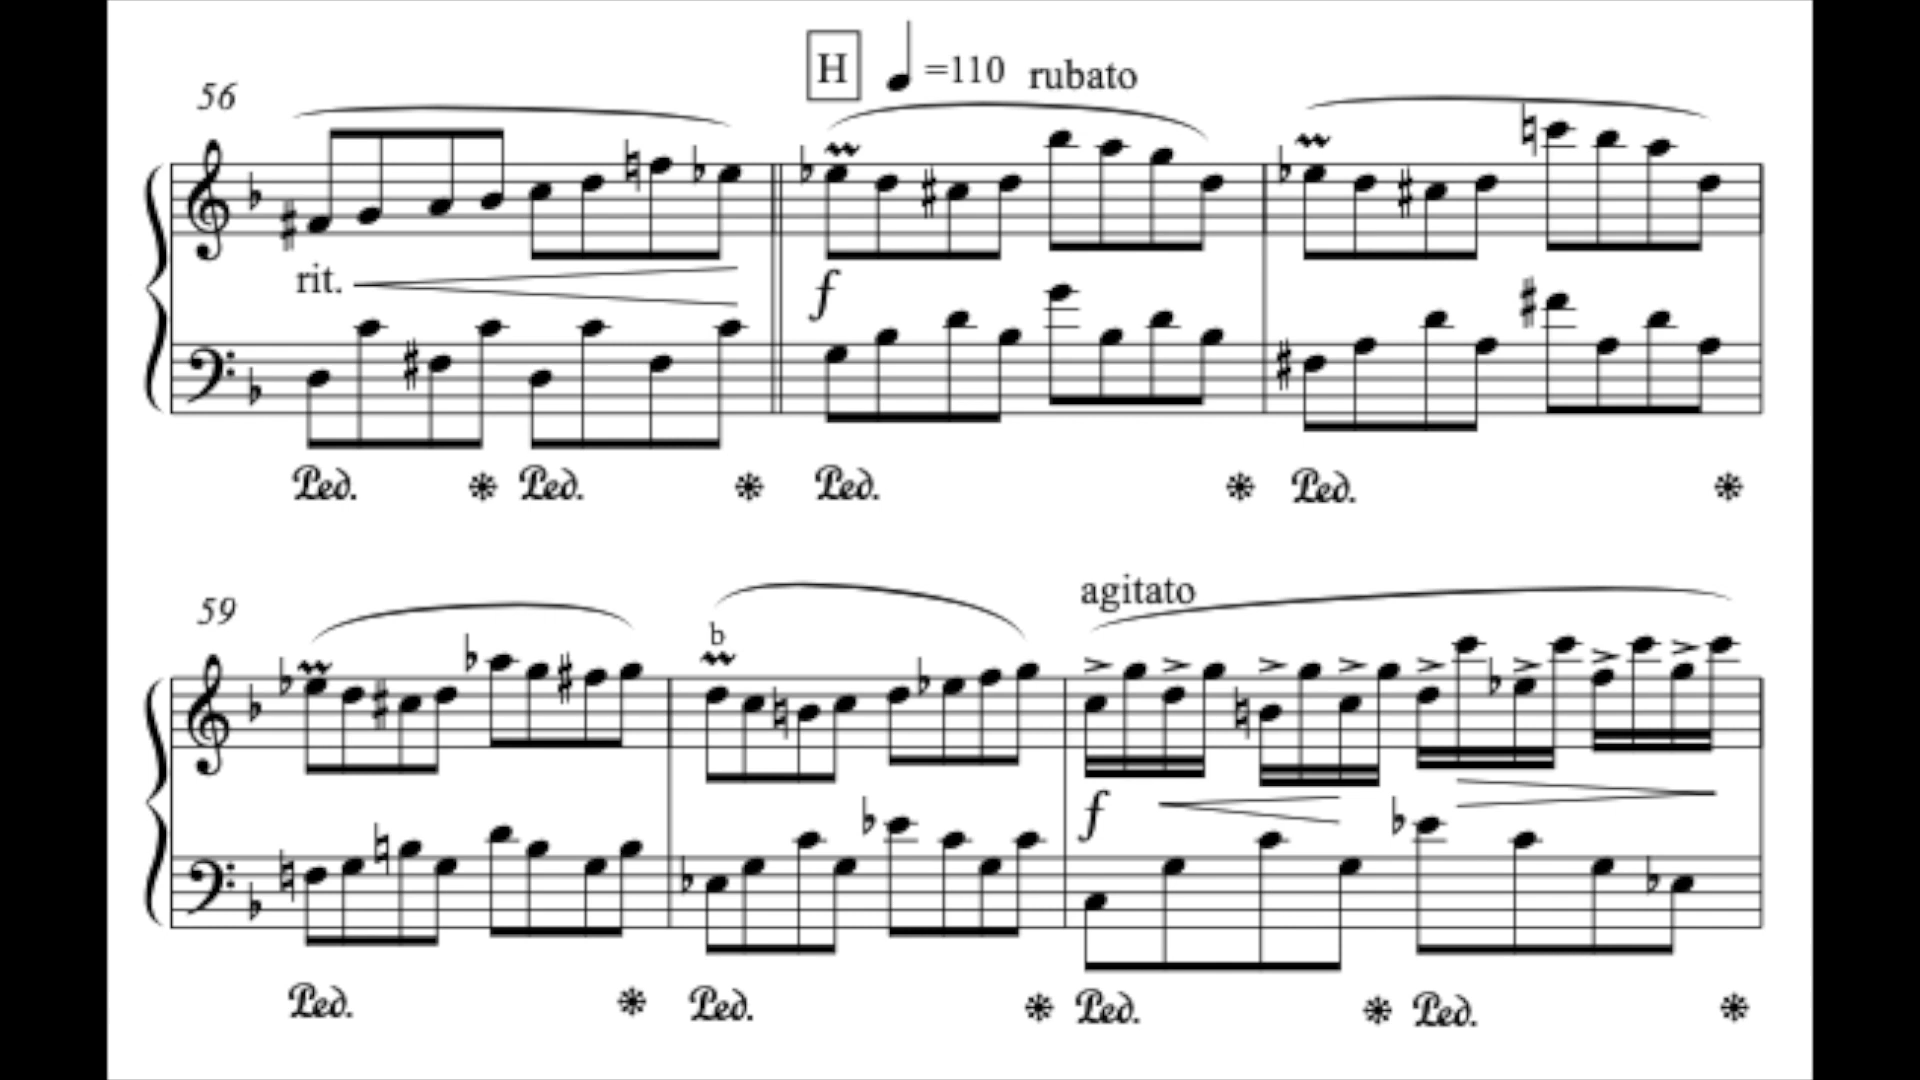 56
H =110 rubato
rit.
f
Ped. Ped. Ped. Ped.
59
b
agitato
f
Ped. Ped. Ped. Ped.